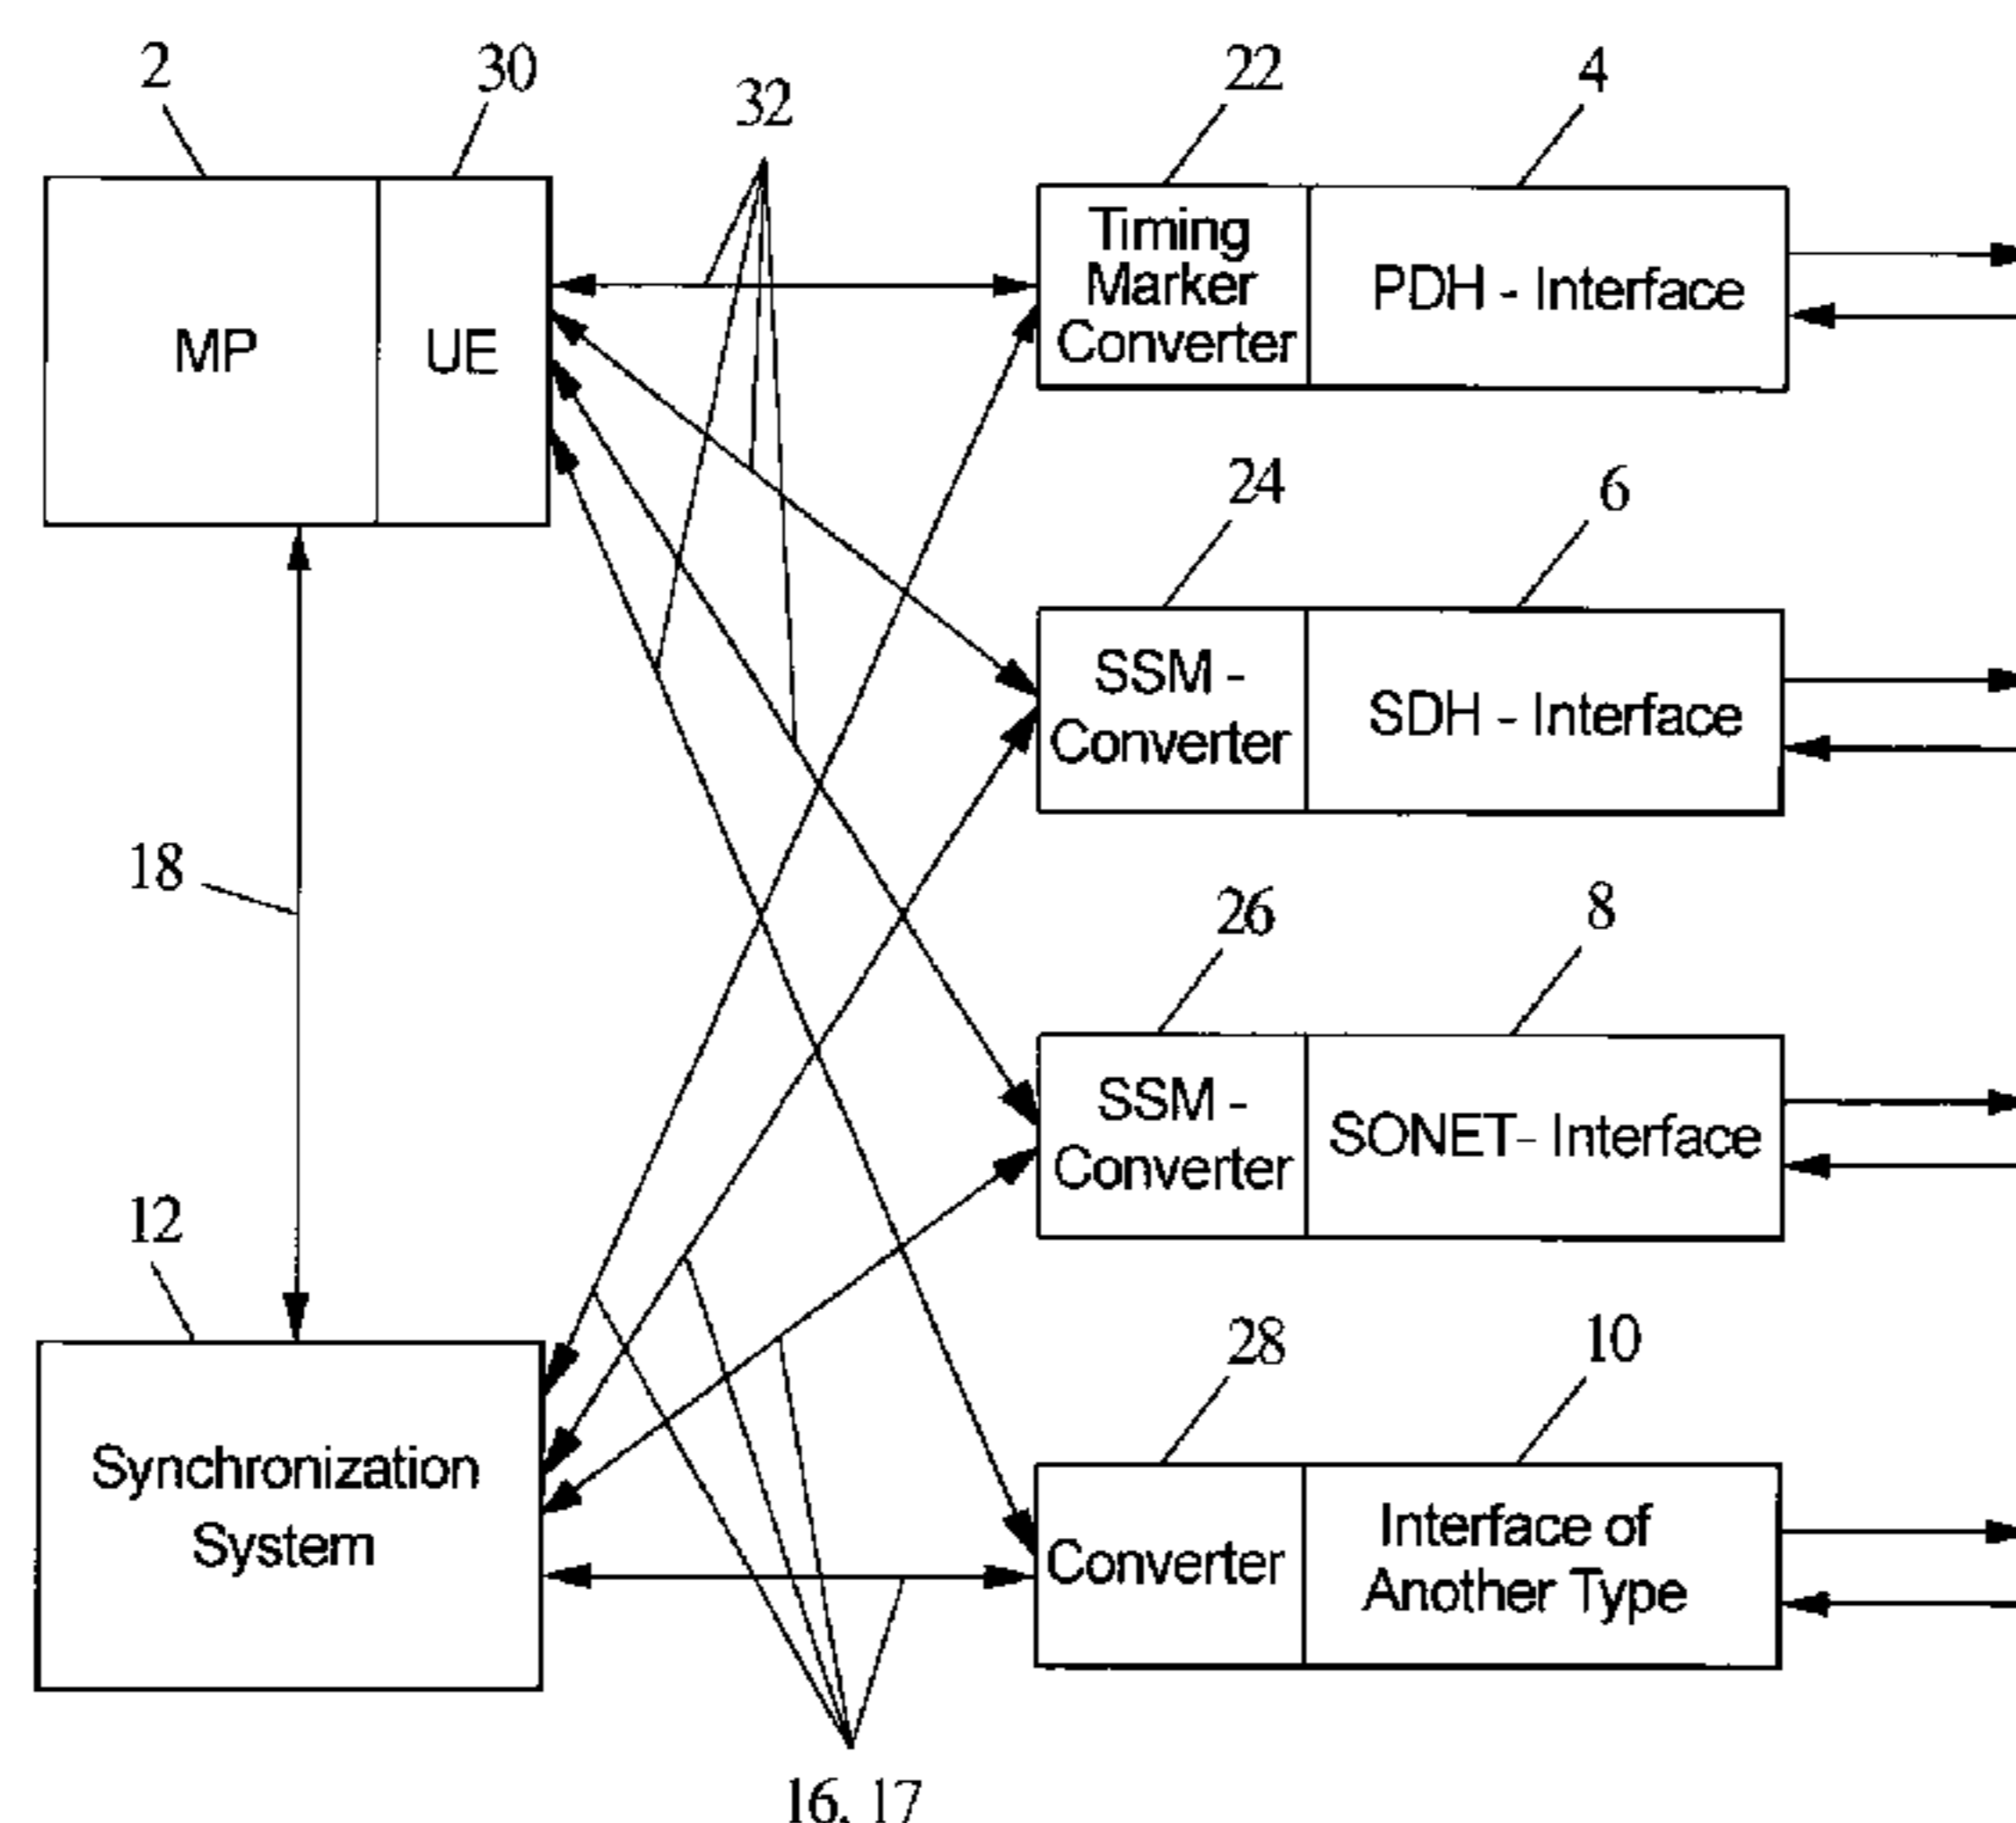 2
30
32
22
4
MP
UE
Timing
Marker
Converter
PDH - Interface
24
6
SSM -
Converter
SDH - Interface
18
26
8
SSM -
Converter
SONET- Interface
12
28
10
Synchronization
System
Converter
Interface of
Another Type
16, 17